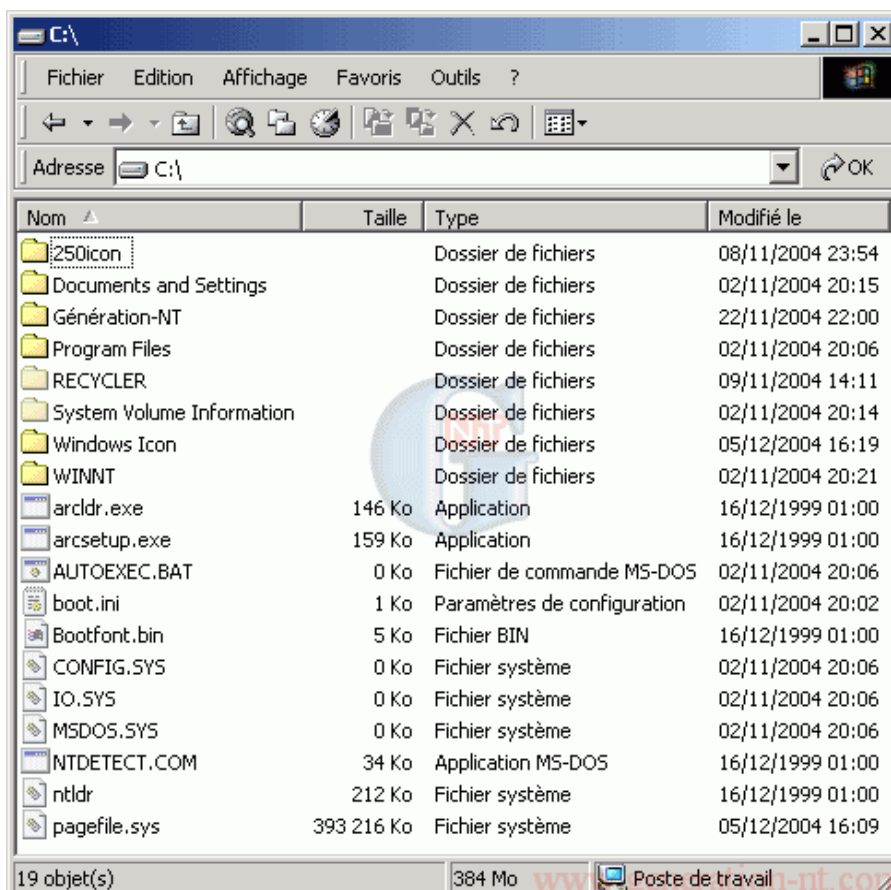 C:\
Fichier Edition Affichage Favoris Outils ?
Adresse C:\ OK
Nom Taille Type Modifié le
250icon Dossier de fichiers 08/11/2004 23:54
Documents and Settings Dossier de fichiers 02/11/2004 20:15
Génération-NT Dossier de fichiers 22/11/2004 22:00
Program Files Dossier de fichiers 02/11/2004 20:06
RECYCLER Dossier de fichiers 09/11/2004 14:11
System Volume Information Dossier de fichiers 02/11/2004 20:14
Windows Icon Dossier de fichiers 05/12/2004 16:19
WINNT Dossier de fichiers 02/11/2004 20:21
arcldr.exe 146 Ko Application 16/12/1999 01:00
arcsetup.exe 159 Ko Application 16/12/1999 01:00
AUTOEXEC.BAT 0 Ko Fichier de commande MS-DOS 02/11/2004 20:06
boot.ini 1 Ko Paramètres de configuration 02/11/2004 20:02
Bootfont.bin 5 Ko Fichier BIN 16/12/1999 01:00
CONFIG.SYS 0 Ko Fichier système 02/11/2004 20:06
IO.SYS 0 Ko Fichier système 02/11/2004 20:06
MSDOS.SYS 0 Ko Fichier système 02/11/2004 20:06
NTDETECT.COM 34 Ko Application MS-DOS 16/12/1999 01:00
ntldr 212 Ko Fichier système 16/12/1999 01:00
pagefile.sys 393 216 Ko Fichier système 05/12/2004 16:09
19 objet(s) 384 Mo Poste de travail